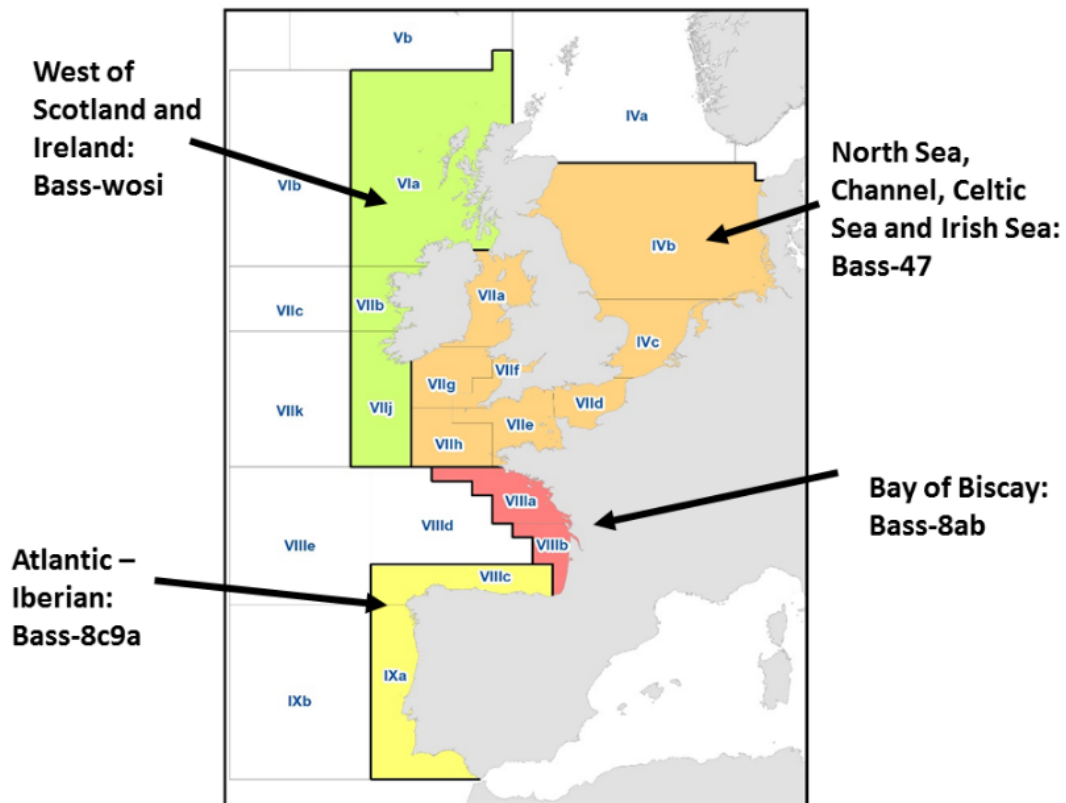 Vb
West of
Scotland and
Ireland:
Bass-wosi
IVa
North Sea,
Channel, Celtic
Sea and Irish Sea:
Bass-47
VIb
VIa
IVb
VIIc
VIIb
VIIa
IVc
VIIk
VIIj
VIIg
VIIf
VIId
VIIe
VIIh
Bay of Biscay:
Bass-8ab
VIIIe
VIIId
VIIIa
VIIIb
Atlantic –
Iberian:
Bass-8c9a
VIIIc
IXb
IXa